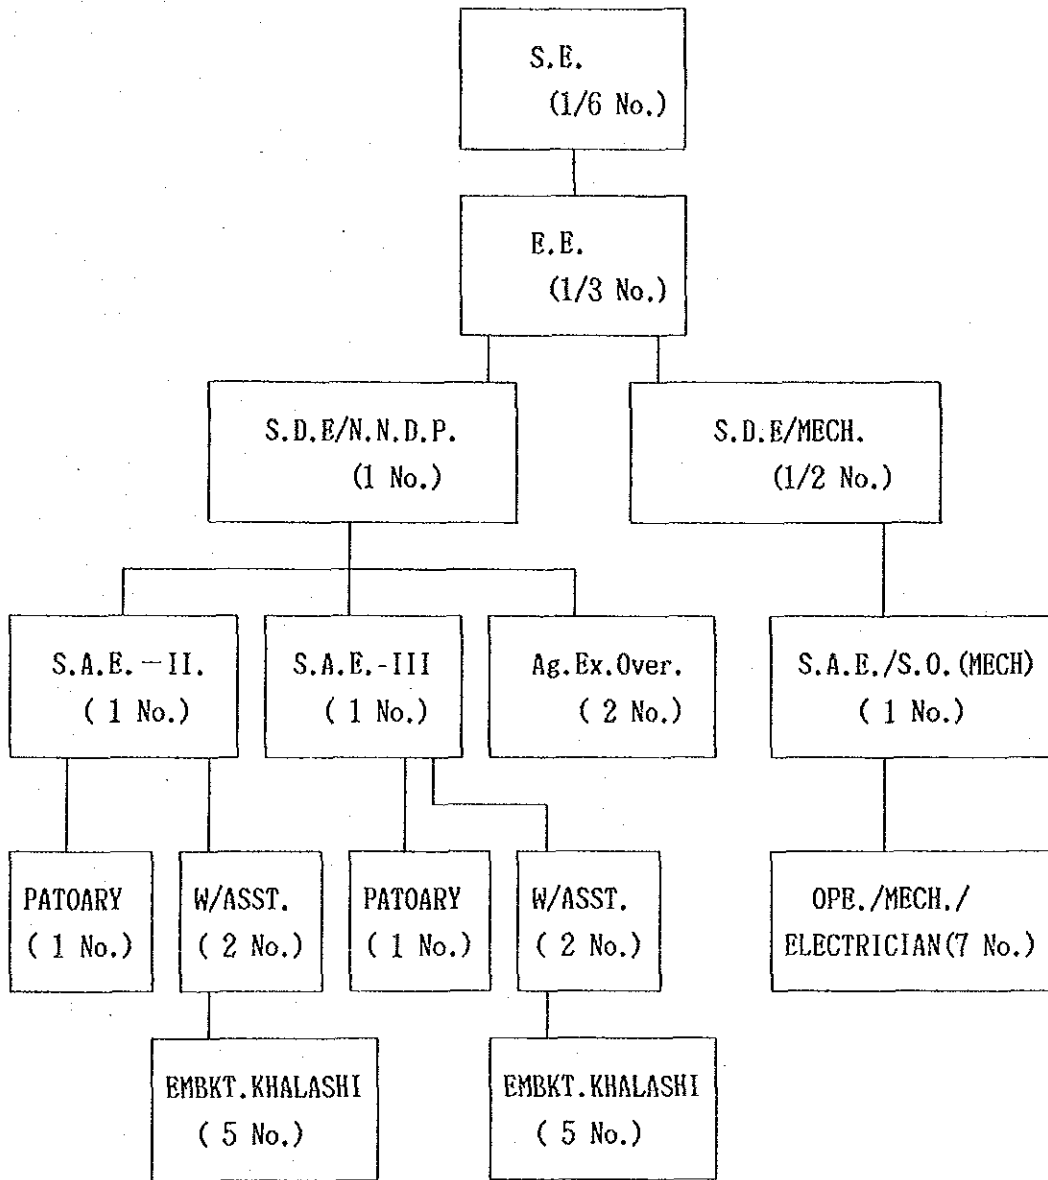 S.E.
(1/6 No.)
E.E.
(1/3 No.)
S.D.E/N.N.D.P.
(1 No.)
S.D.E/MECH.
(1/2 No.)
S.A.E.-II.
( 1 No.)
S.A.E.-III
( 1 No.)
Ag.Ex.Over.
( 2 No.)
S.A.E./S.O.(MECH)
( 1 No.)
PATOARY
( 1 No.)
W/ASST.
( 2 No.)
PATOARY
( 1 No.)
W/ASST.
( 2 No.)
OPE./MECH./
ELECTRICIAN(7 No.)
EMBKT.KHALASHI
( 5 No.)
EMBKT.KHALASHI
( 5 No.)